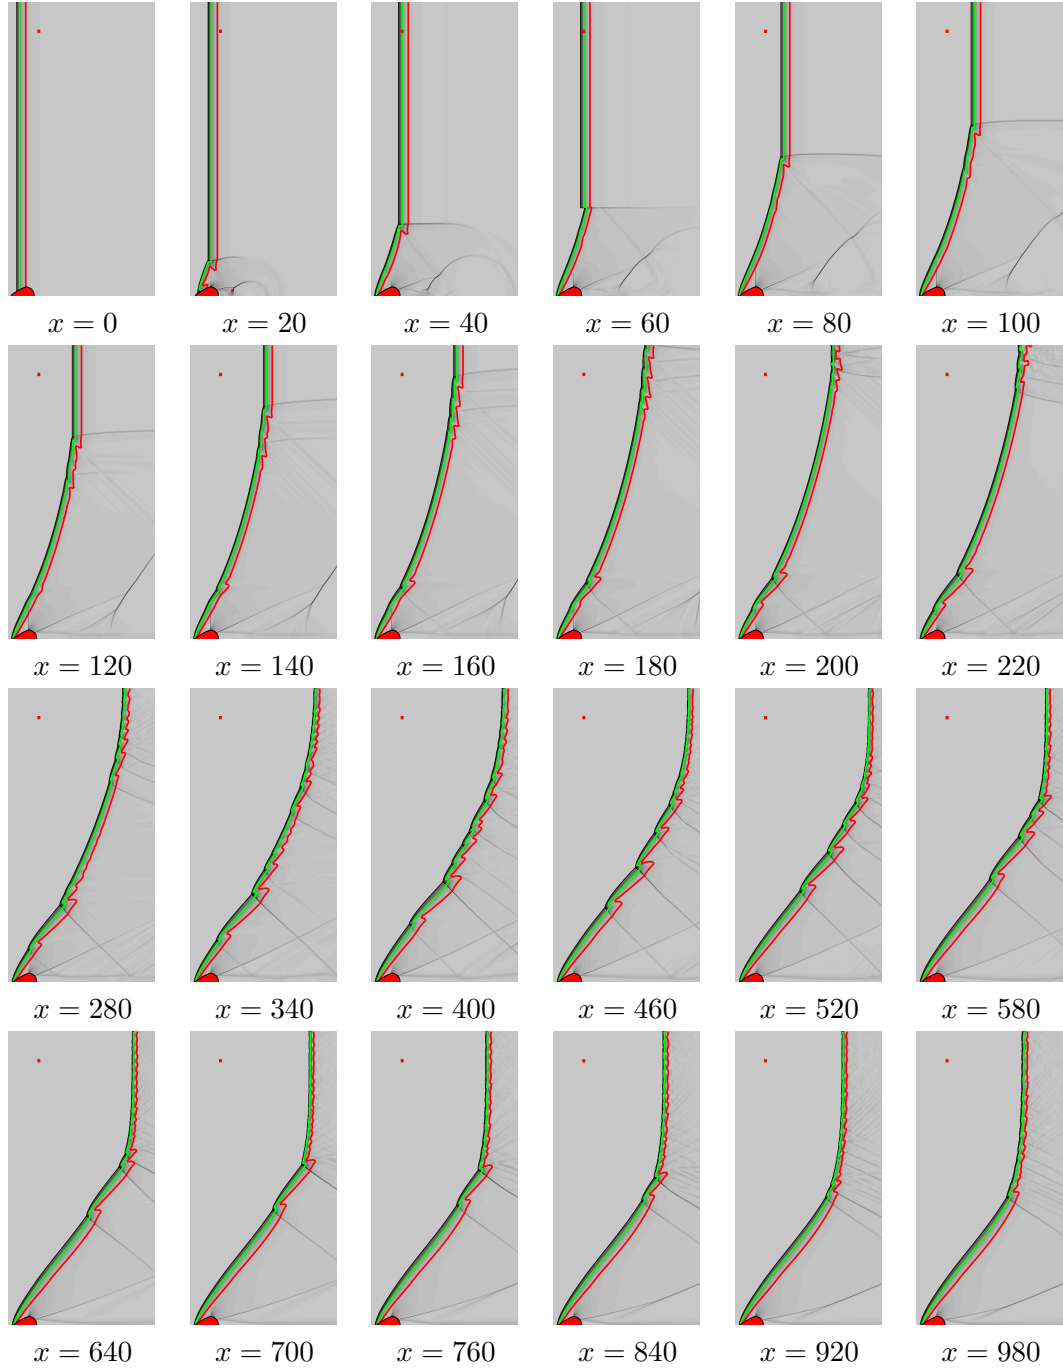 x = 0 x = 20 x = 40 x = 60 x = 80 x = 100
x = 120 x = 140 x = 160 x = 180 x = 200 x = 220
x = 280 x = 340 x = 400 x = 460 x = 520 x = 580
x = 640 x = 700 x = 760 x = 840 x = 920 x = 980